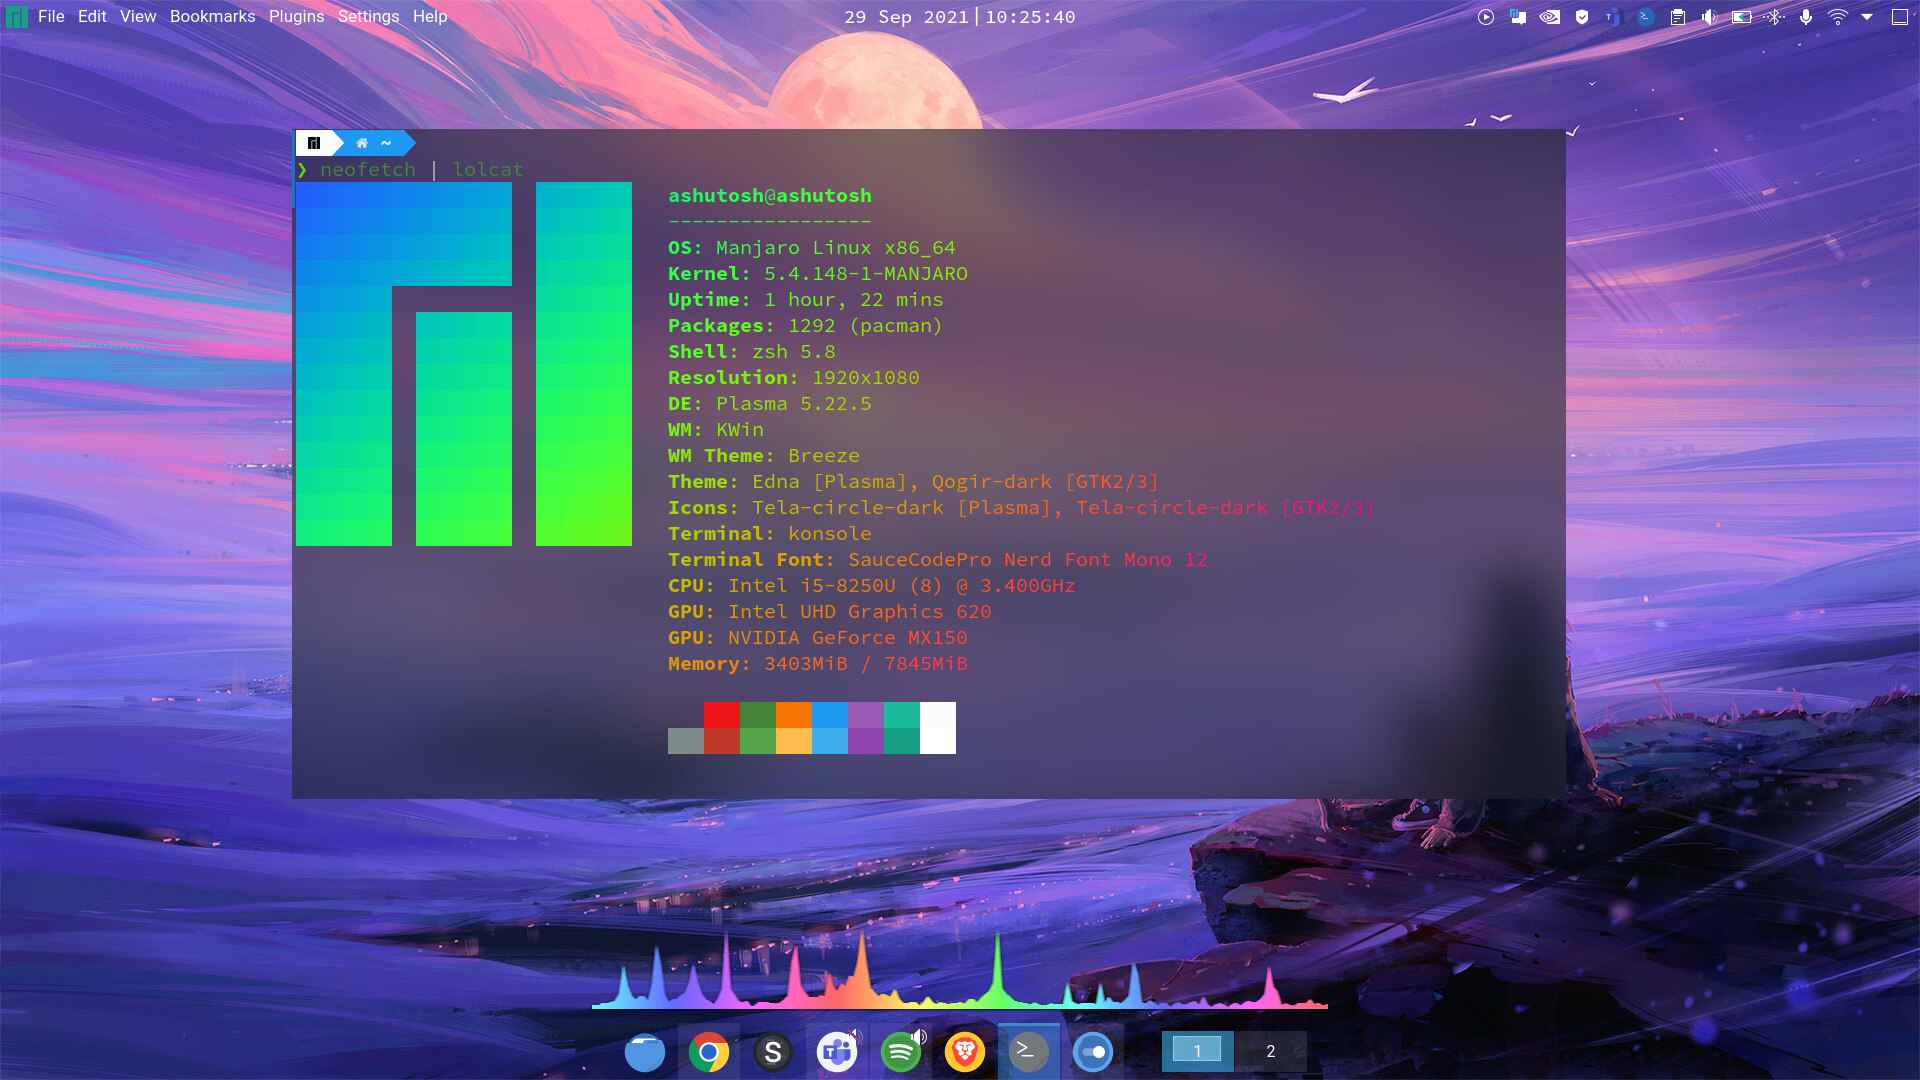 File Edit View Bookmarks Plugins Settings Help
29 Sep 2021|10:25:40
~
❯ neofetch | lolcat
ashutosh@ashutosh
-----------------
OS: Manjaro Linux x86_64
Kernel: 5.4.148-1-MANJARO
Uptime: 1 hour, 22 mins
Packages: 1292 (pacman)
Shell: zsh 5.8
Resolution: 1920x1080
DE: Plasma 5.22.5
WM: KWin
WM Theme: Breeze
Theme: Edna [Plasma], Qogir-dark [GTK2/3]
Icons: Tela-circle-dark [Plasma], Tela-circle-dark [GTK2/3]
Terminal: konsole
Terminal Font: SauceCodePro Nerd Font Mono 12
CPU: Intel i5-8250U (8) @ 3.400GHz
GPU: Intel UHD Graphics 620
GPU: NVIDIA GeForce MX150
Memory: 3403MiB / 7845MiB
1 2